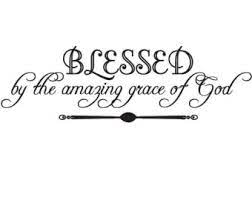 BLESSED
by the amazing grace of God